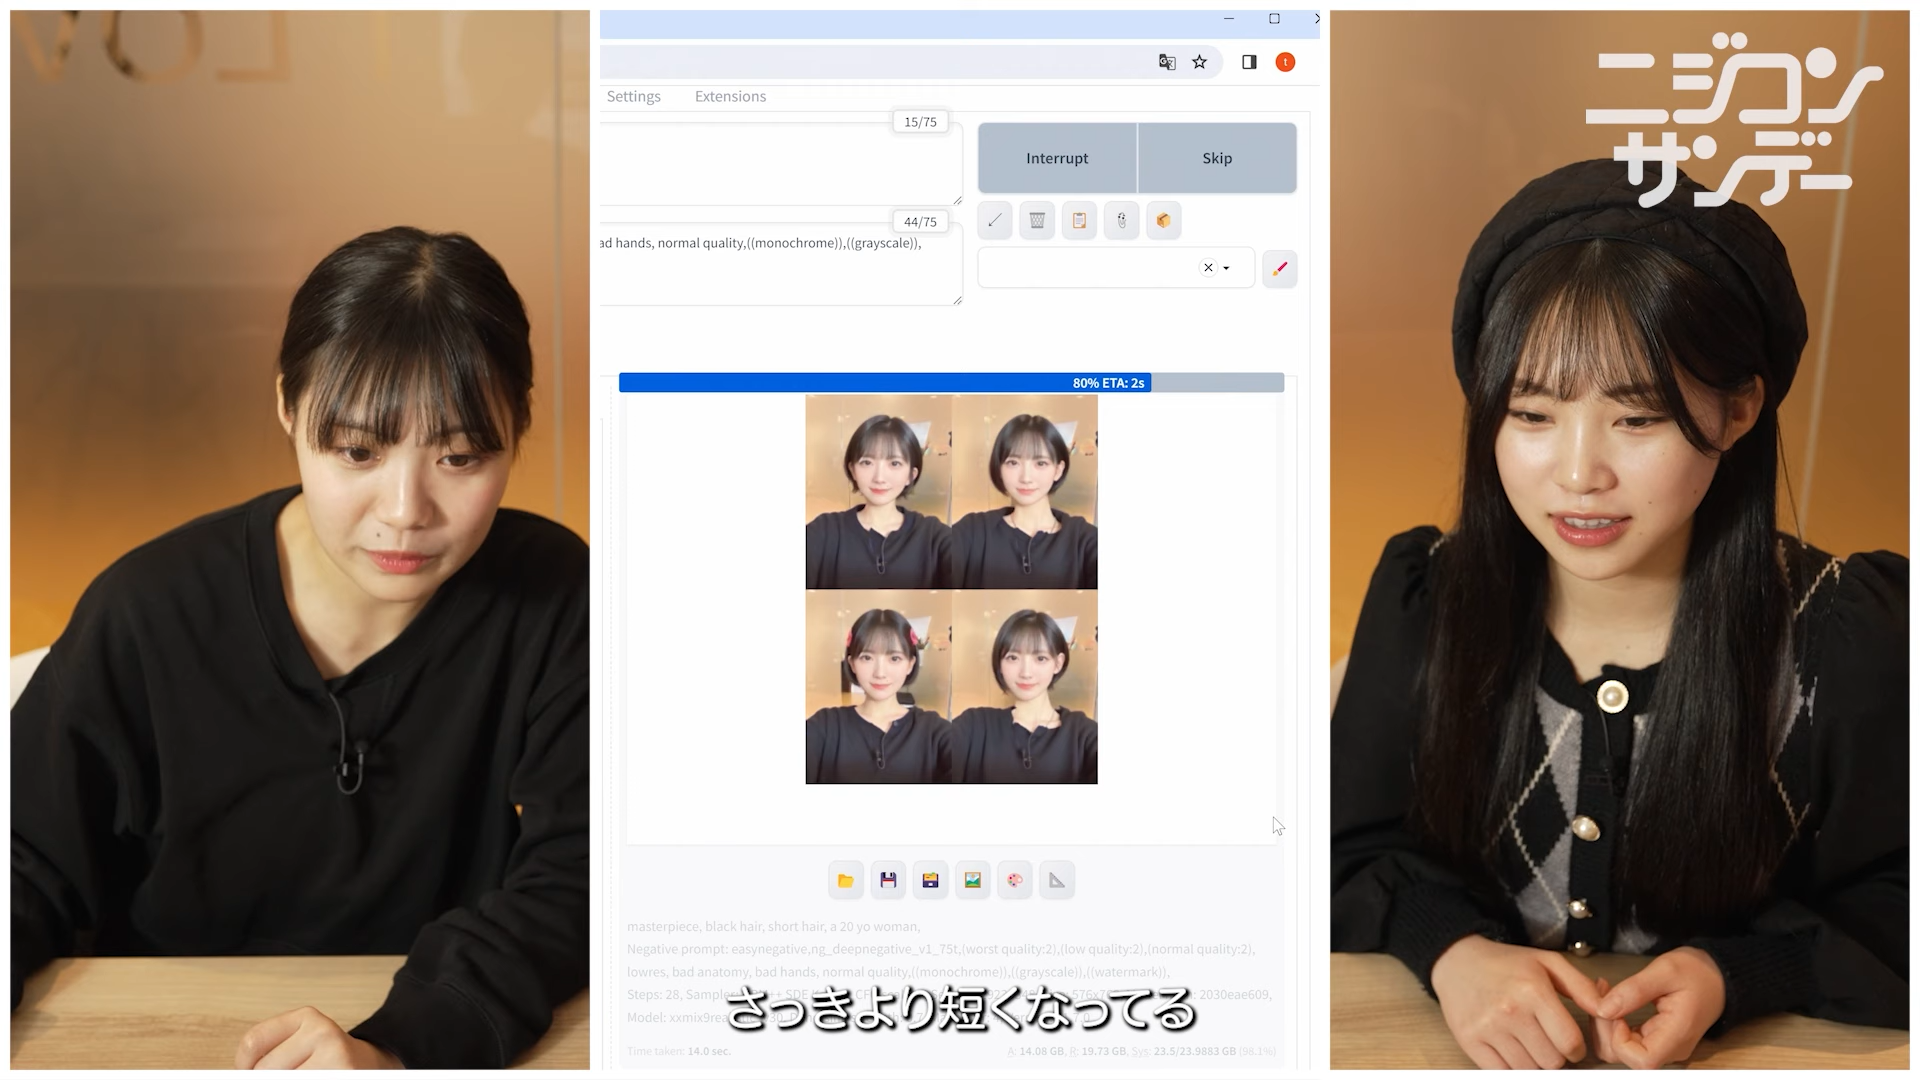 LOV
ニジコン
サンデー
Settings Extensions
15/75
Interrupt Skip
44/75
ad hands, normal quality,((monochrome)),((grayscale)),
80% ETA: 2s
masterpiece, black hair, short hair, a 20 yo woman,
Negative prompt: easynegative,ng_deepnegative_v1_75t,(worst quality:2),(low quality:2),(normal quality:2),
lowres, bad anatomy, bad hands, normal quality,((monochrome)),((grayscale)),((watermark)),
Steps: 28, Sampler: SDE 2030eae609,
さっきより短くなってる
Model:
Time taken: 14.0 sec.
A: 14.08 GB, R: 19.73 GB, Sys: 23.5/23.9883 GB (98.1%)